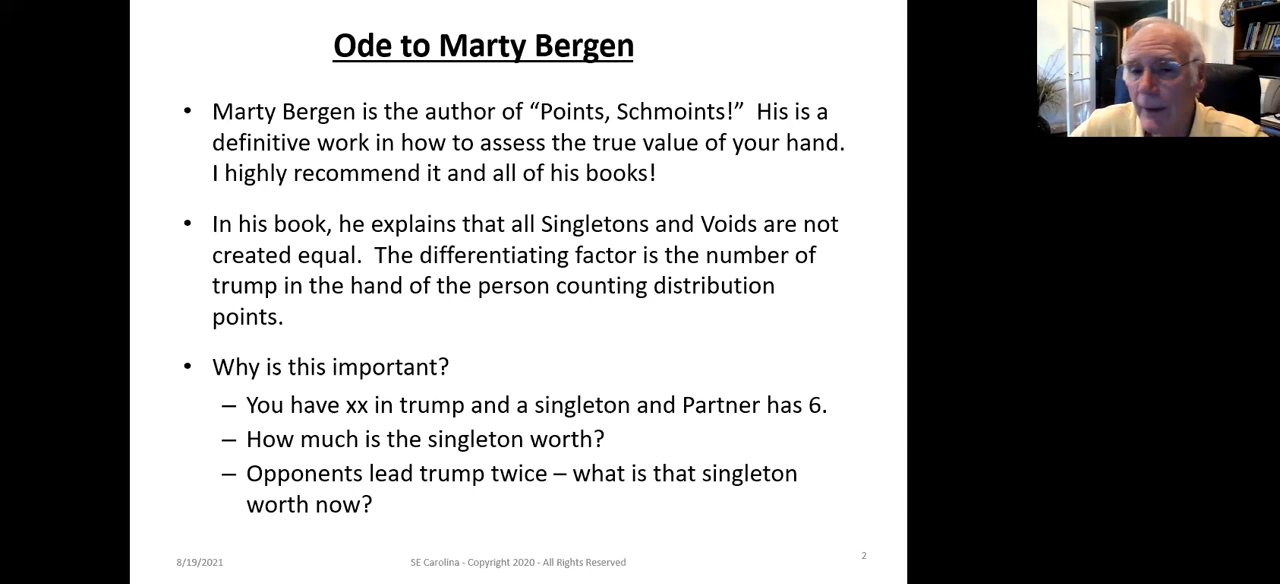 Ode to Marty Bergen
• Marty Bergen is the author of “Points, Schmoints!”  His is a
definitive work in how to assess the true value of your hand.
I highly recommend it and all of his books!
• In his book, he explains that all Singletons and Voids are not
created equal.  The differentiating factor is the number of
trump in the hand of the person counting distribution
points.
• Why is this important?
– You have xx in trump and a singleton and Partner has 6.
– How much is the singleton worth?
– Opponents lead trump twice – what is that singleton
worth now?
8/19/2021
SE Carolina - Copyright 2020 - All Rights Reserved
2